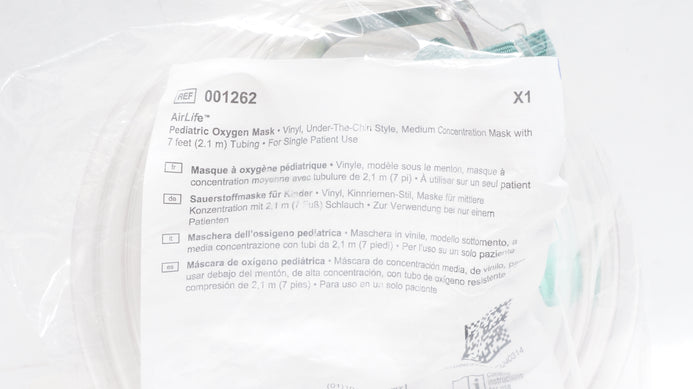 REF 001262 X1
AirLife™
Pediatric Oxygen Mask • Vinyl, Under-The-Chin Style, Medium Concentration Mask with
7 feet (2.1 m) Tubing • For Single Patient Use
fr Masque à oxygène pédiatrique • Vinyle, modèle sous le menton, masque à
concentration moyenne avec tubulure de 2,1 m (7 pi) • À utiliser sur un seul patient
de Sauerstoffmaske für Kinder • Vinyl, Kinnriemen-Stil, Maske für mittlere
Konzentration mit 2,1 m (7 Fuß) Schlauch • Zur Verwendung bei nur einem
Patienten
it Maschera dell'ossigeno pediatrica • Maschera in vinile, modello sottomento, a
media concentrazione con tubi da 2,1 m (7 piedi) • Per l'uso su un solo paziente
es Máscara de oxígeno pediátrica • Máscara de concentración media, de vinilo, para
usar debajo del mentón, de alta concentración, con tubo de oxígeno resistente
compresión de 2,1 m (7 pies) • Para uso en un solo paciente